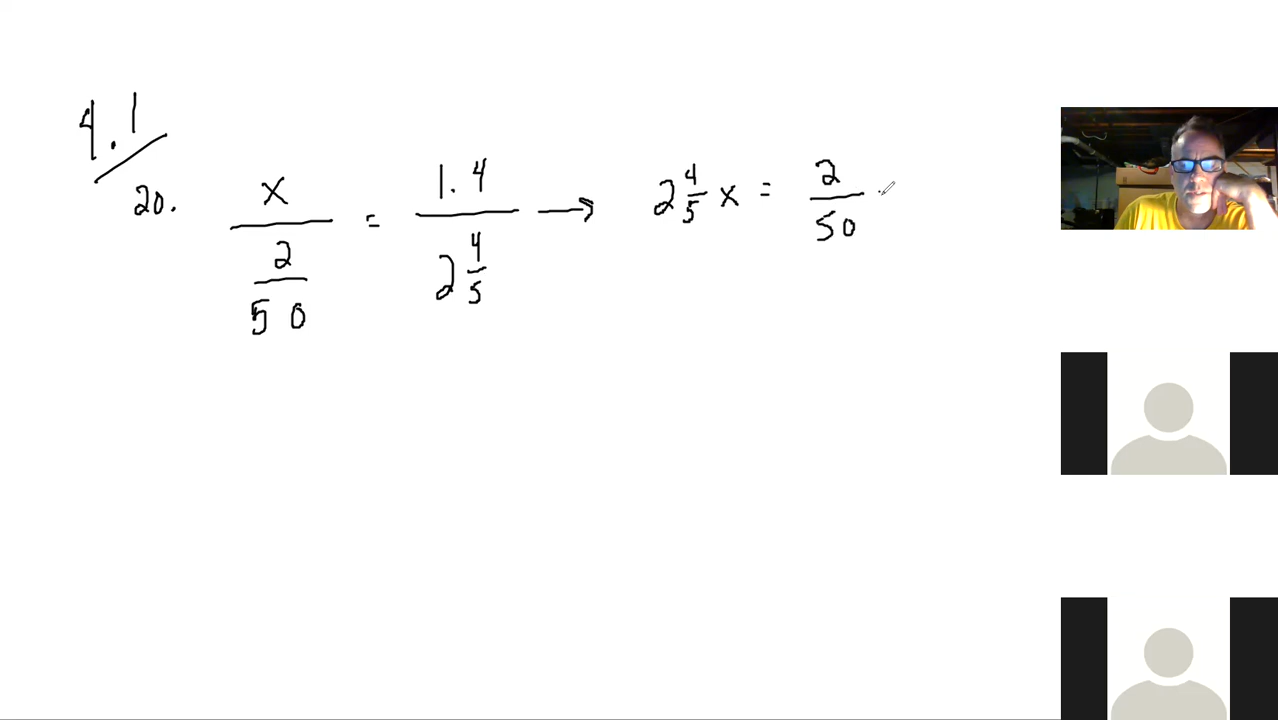 4.1
20. x / (2/50) = 1.4 / (2 4/5) → 2 4/5 x = 2/50 ·